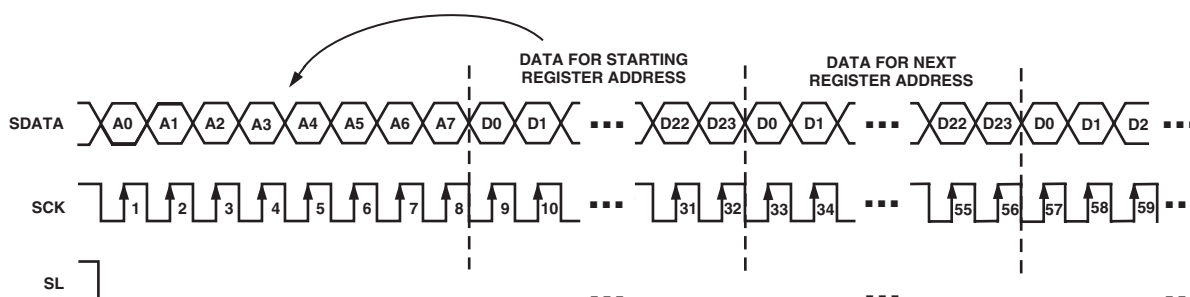 DATA FOR STARTING
REGISTER ADDRESS
DATA FOR NEXT
REGISTER ADDRESS
SDATA A0 A1 A2 A3 A4 A5 A6 A7 D0 D1 ... D22 D23 D0 D1 ... D22 D23 D0 D1 D2 ...
SCK 1 2 3 4 5 6 7 8 9 10 ... 31 32 33 34 ... 55 56 57 58 59 ...
SL